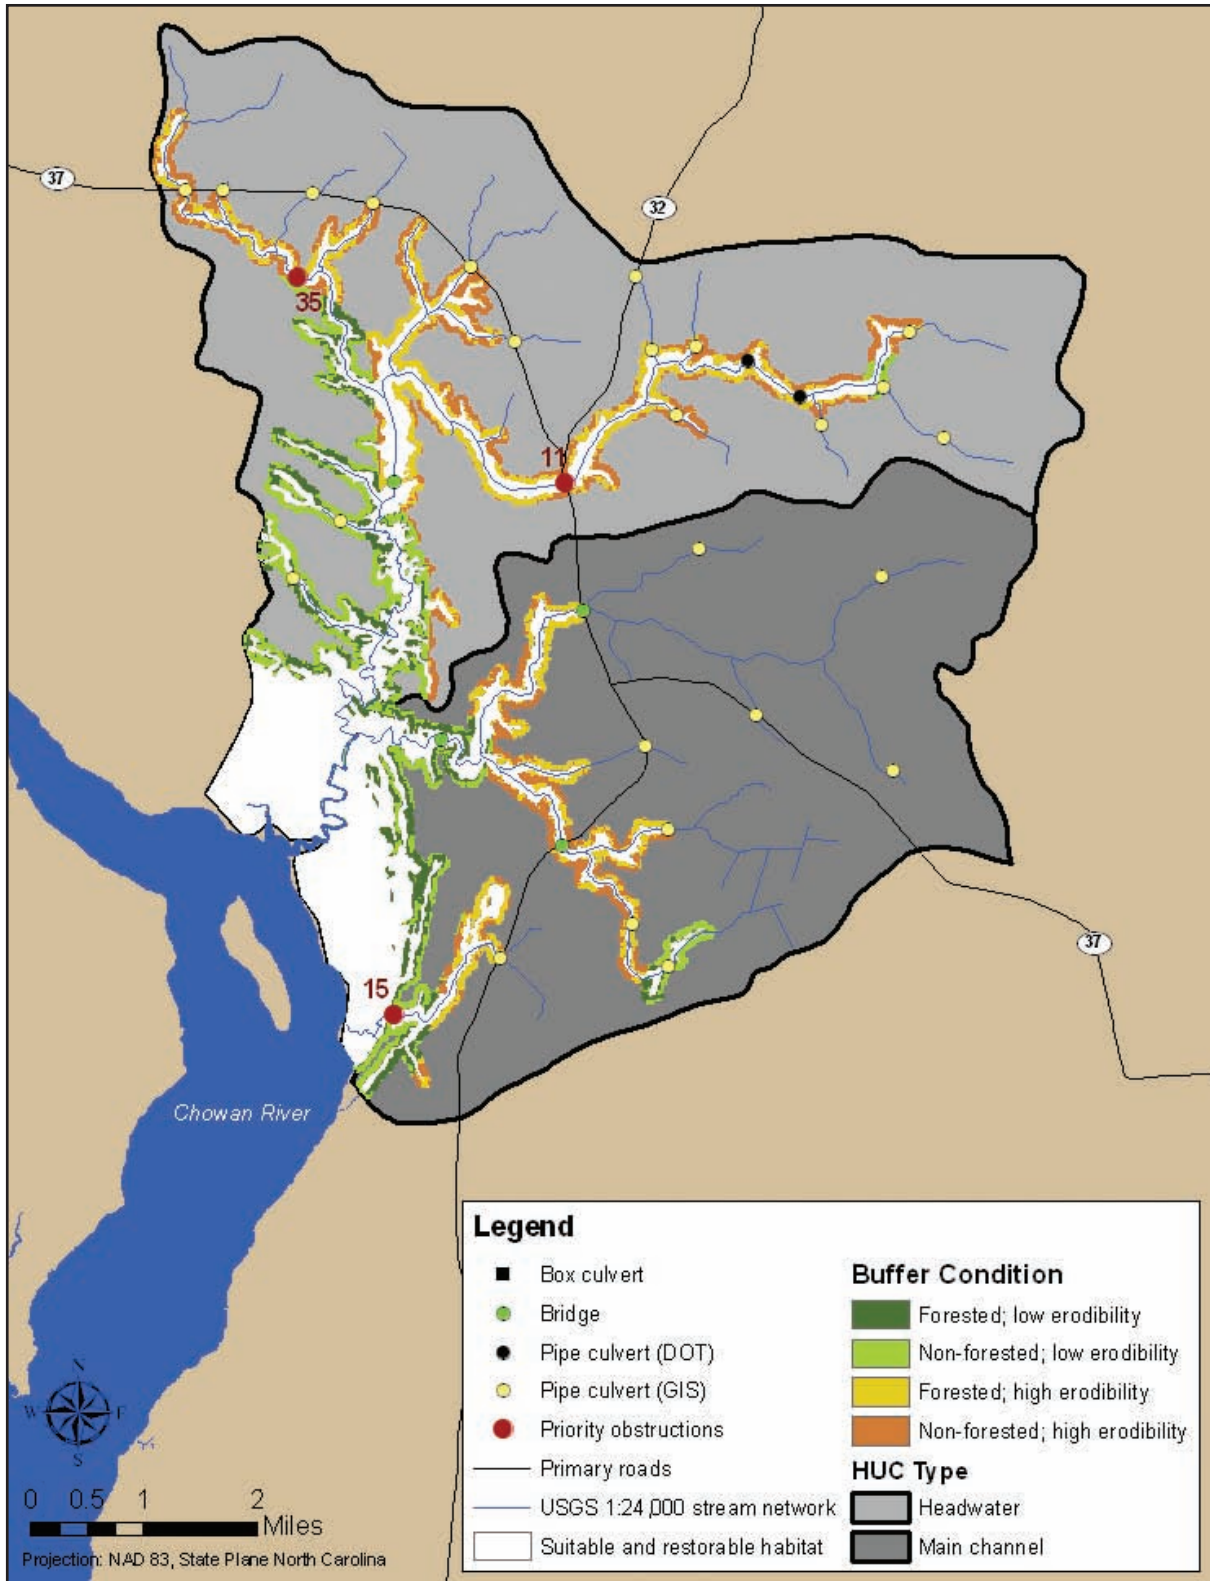 37
32
35
11
37
15
Chowan River
N
W E
S
0 0.5 1 2
Miles
Projection: NAD 83, State Plane North Carolina
Legend
Box culvert
Bridge
Pipe culvert (DOT)
Pipe culvert (GIS)
Priority obstructions
Primary roads
USGS 1:24,000 stream network
Suitable and restorable habitat
Buffer Condition
Forested; low erodibility
Non-forested; low erodibility
Forested; high erodibility
Non-forested; high erodibility
HUC Type
Headwater
Main channel